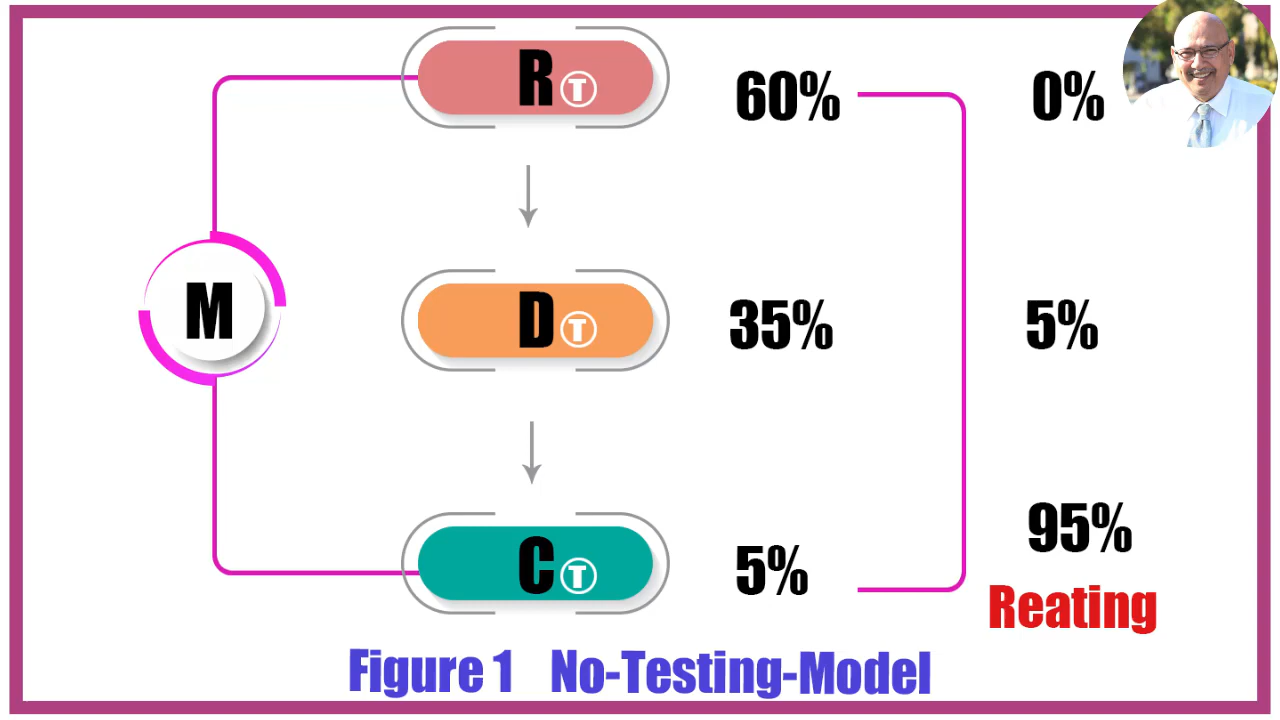 R T 60% 0%
M
D T 35% 5%
95%
C T 5%
Reating
Figure 1 No-Testing-Model